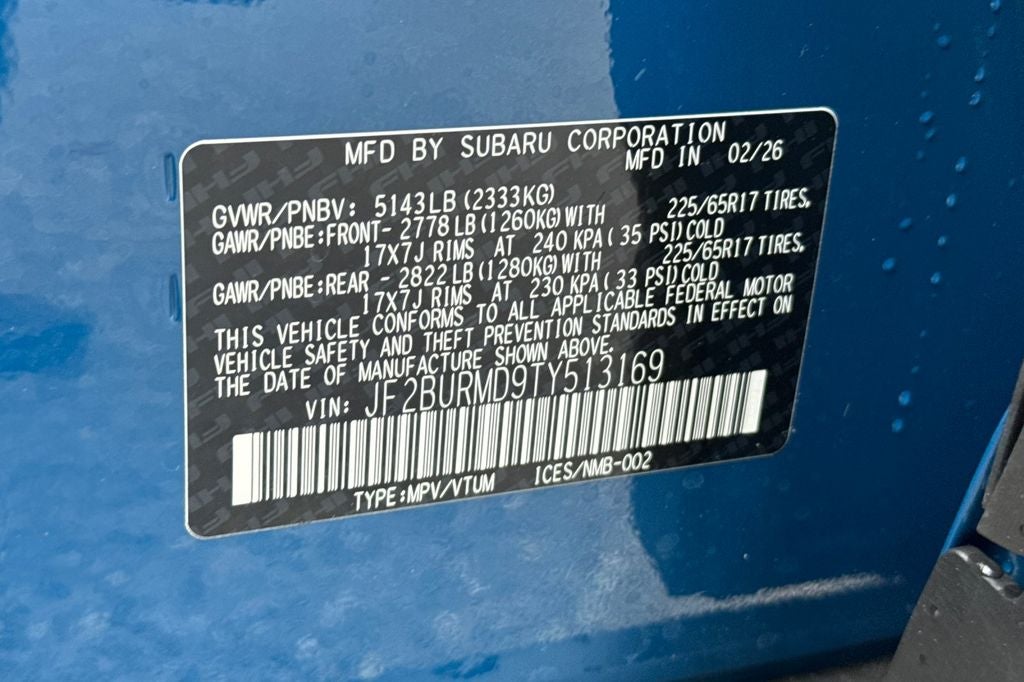 MFD BY SUBARU CORPORATION
MFD IN 02/26
GVWR/PNBV: 5143LB (2333KG)
GAWR/PNBE:FRONT- 2778 LB (1260KG) WITH 225/65R17 TIRES,
17X7J RIMS AT 240 KPA ( 35 PSI) COLD
GAWR/PNBE:REAR - 2822 LB (1280KG) WITH 225/65R17 TIRES,
17X7J RIMS AT 230 KPA ( 33 PSI) COLD
THIS VEHICLE CONFORMS TO ALL APPLICABLE FEDERAL MOTOR
VEHICLE SAFETY AND THEFT PREVENTION STANDARDS IN EFFECT ON
THE DATE OF MANUFACTURE SHOWN ABOVE.
VIN: JF2BURMD9TY513169
TYPE:MPV/VTUM ICES/NMB-002